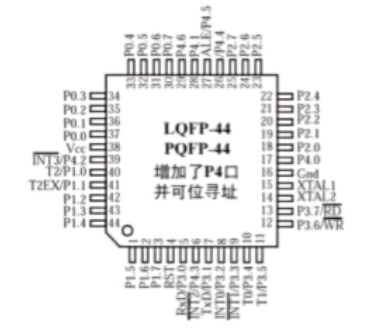 P0.4 P0.5 P0.6 P0.7 P4.6 P4.1 ALE/P4.5 /P4.4 P2.7 P2.6 P2.5
33 32 31 30 29 28 27 26 25 24 23
P0.3 34
P0.2 35
P0.1 36
P0.0 37
Vcc 38
INT3/P4.2 39
T2/P1.0 40
T2EX/P1.1 41
P1.2 42
P1.3 43
P1.4 44
LQFP-44
PQFP-44
增加了P4口
并可位寻址
22 P2.4
21 P2.3
20 P2.2
19 P2.1
18 P2.0
17 P4.0
16 Gnd
15 XTAL1
14 XTAL2
13 P3.7/RD
12 P3.6/WR
1 2 3 4 5 6 7 8 9 10 11
P1.5 P1.6 P1.7 RST RxD/P3.0 INT2/P4.3 TxD/P3.1 INT0/P3.2 INT1/P3.3 T0/P3.4 T1/P3.5